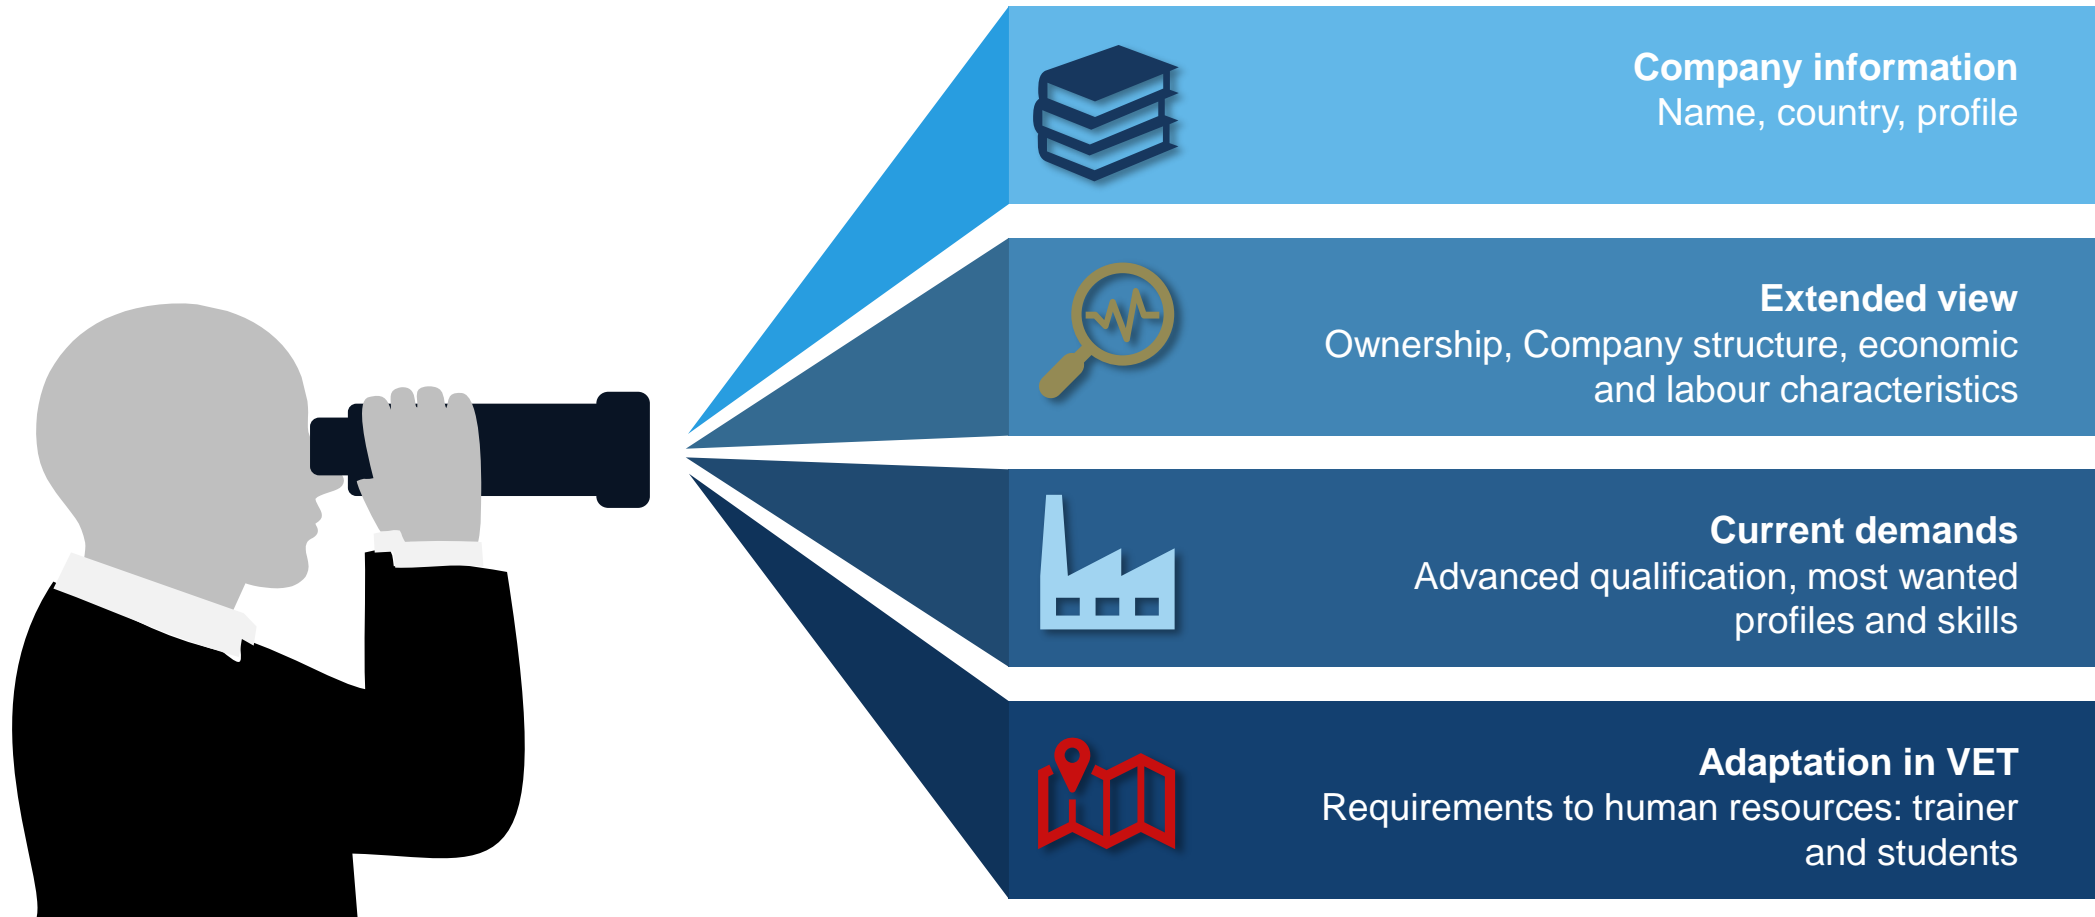 Company information
Name, country, profile
Extended view
Ownership, Company structure, economic
and labour characteristics
Current demands
Advanced qualification, most wanted
profiles and skills
Adaptation in VET
Requirements to human resources: trainer
and students